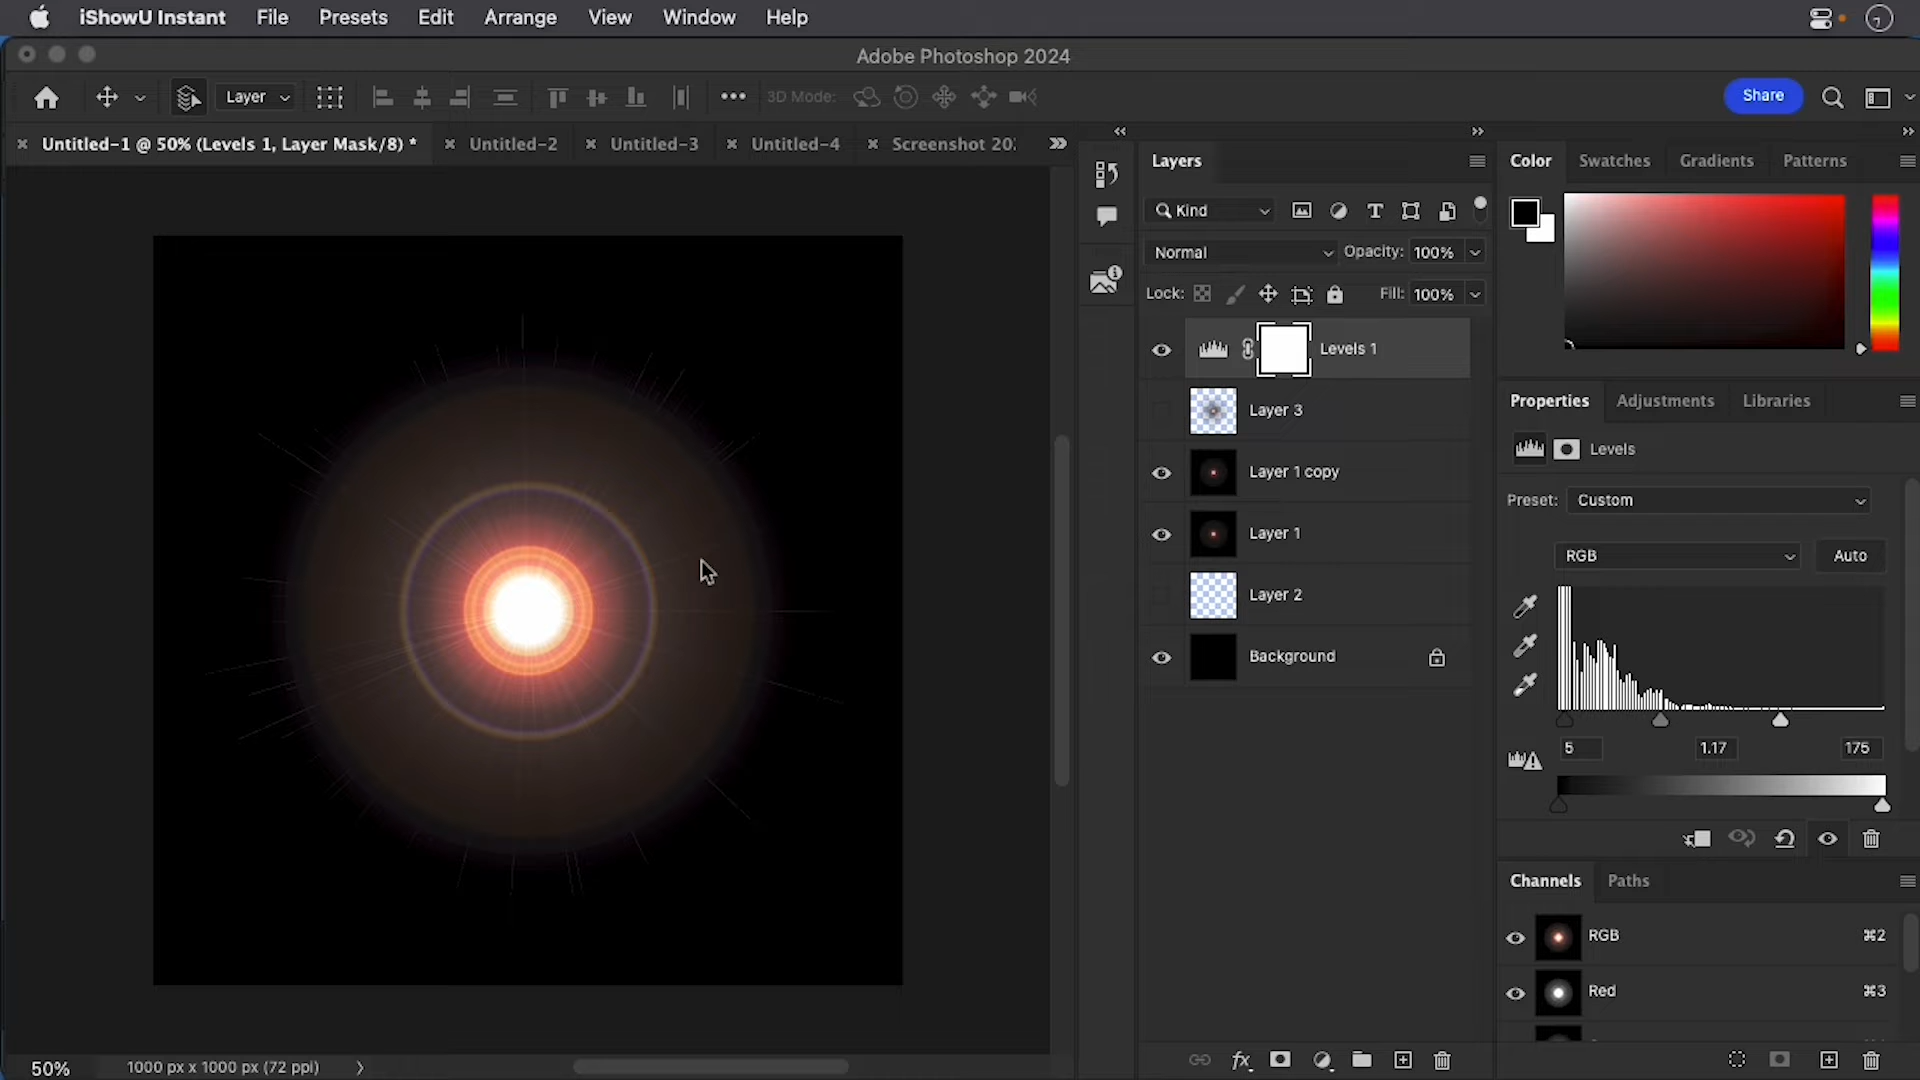 iShowU Instant File Presets Edit Arrange View Window Help
Adobe Photoshop 2024
Layer 3D Mode: Share
Untitled-1 @ 50% (Levels 1, Layer Mask/8) * Untitled-2 Untitled-3 Untitled-4 Screenshot 20
Layers
Kind
Normal Opacity: 100%
Lock: Fill: 100%
Levels 1
Layer 3
Layer 1 copy
Layer 1
Layer 2
Background
Color Swatches Gradients Patterns
Properties Adjustments Libraries
Levels
Preset: Custom
RGB Auto
5 1.17 175
Channels Paths
RGB ⌘2
Red ⌘3
50% 1000 px x 1000 px (72 ppi)
fx